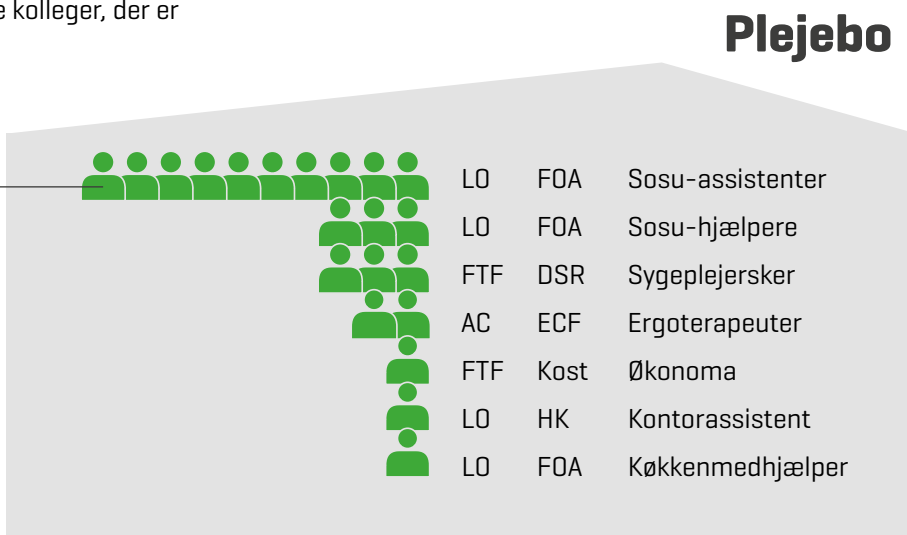 e kolleger, der er
Plejebo
LO FOA Sosu-assistenter
LO FOA Sosu-hjælpere
FTF DSR Sygeplejersker
AC ECF Ergoterapeuter
FTF Kost Økonoma
LO HK Kontorassistent
LO FOA Køkkenmedhjælper